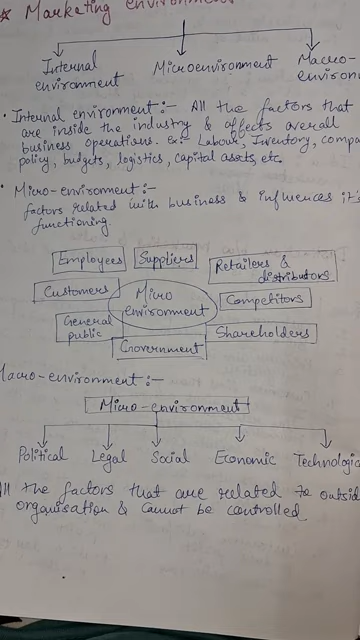 * Marketing environm
Internal environment
Microenvironment
Macro-environ
• Internal environment :- All the factors that
are inside the industry & affects overall
business operations. Ex:- Labour, Inventory, compa
policy, budgets, logistics, capital assets, etc.
• Micro-environment :-
factors related with business & influences it's
functioning
Employees
Suppliers
Retailers & distributors
Customers
Micro environment
Competitors
General public
Government
Shareholders
Macro-environment :-
Micro-environment
Political Legal Social Economic Technologic
ll the factors that are related to outsid
organisation & cannot be controlled